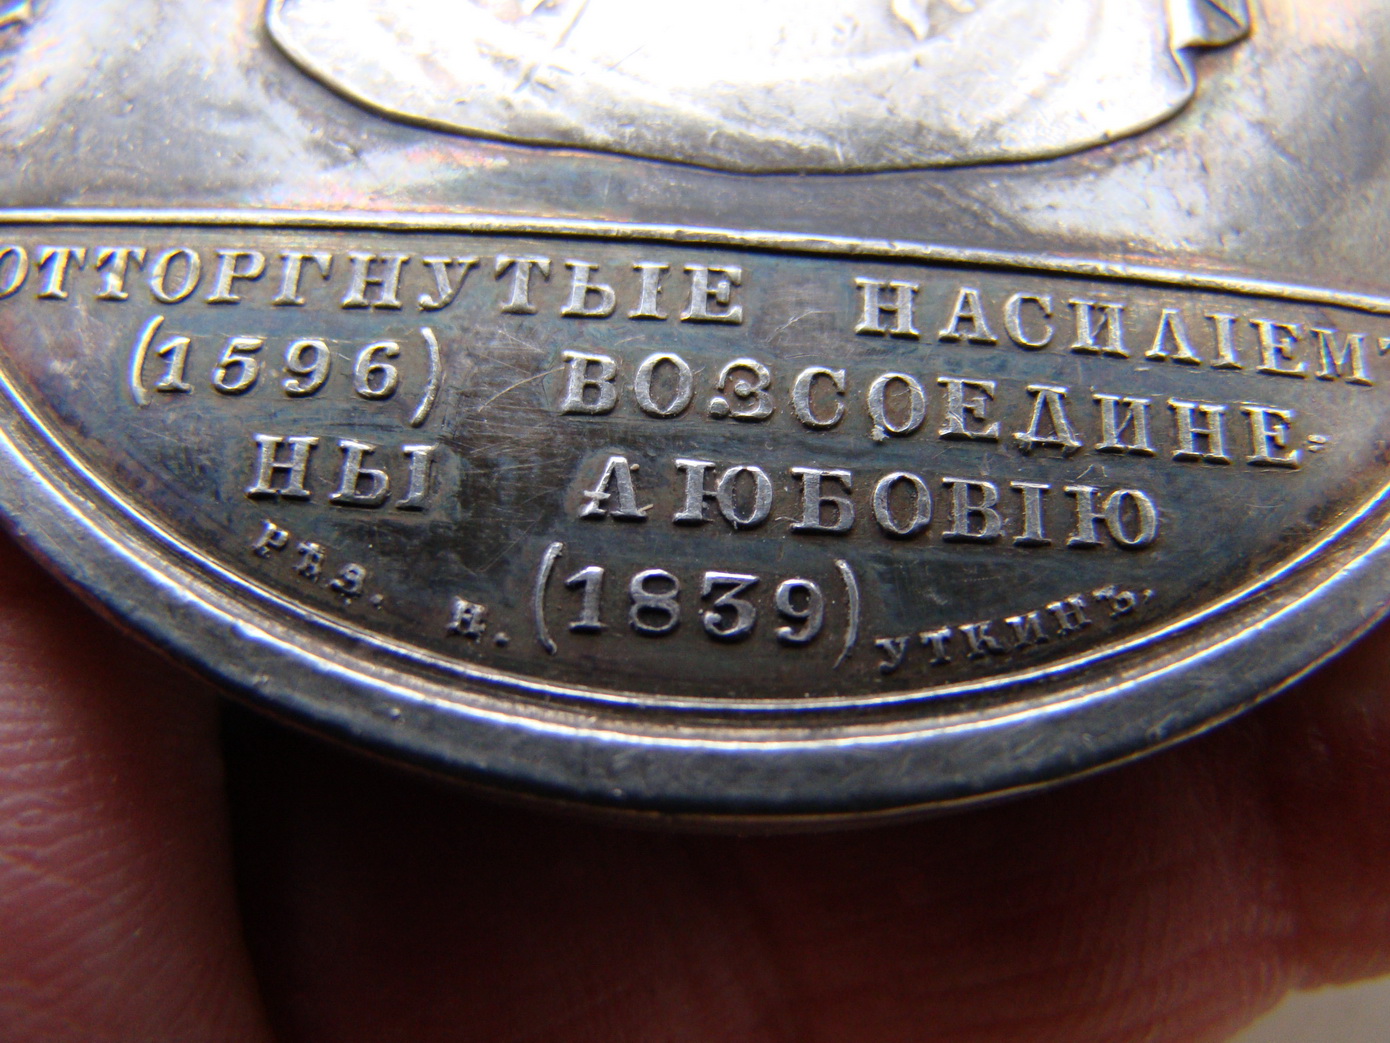 ОТТОРГНУТЫЕ НАСИЛІЕМЪ
(1596) ВОЗСОЕДИНЕ-
НЫ ЛЮБОВІЮ
(1839)
РѢЗ. Н. УТКИНЪ.